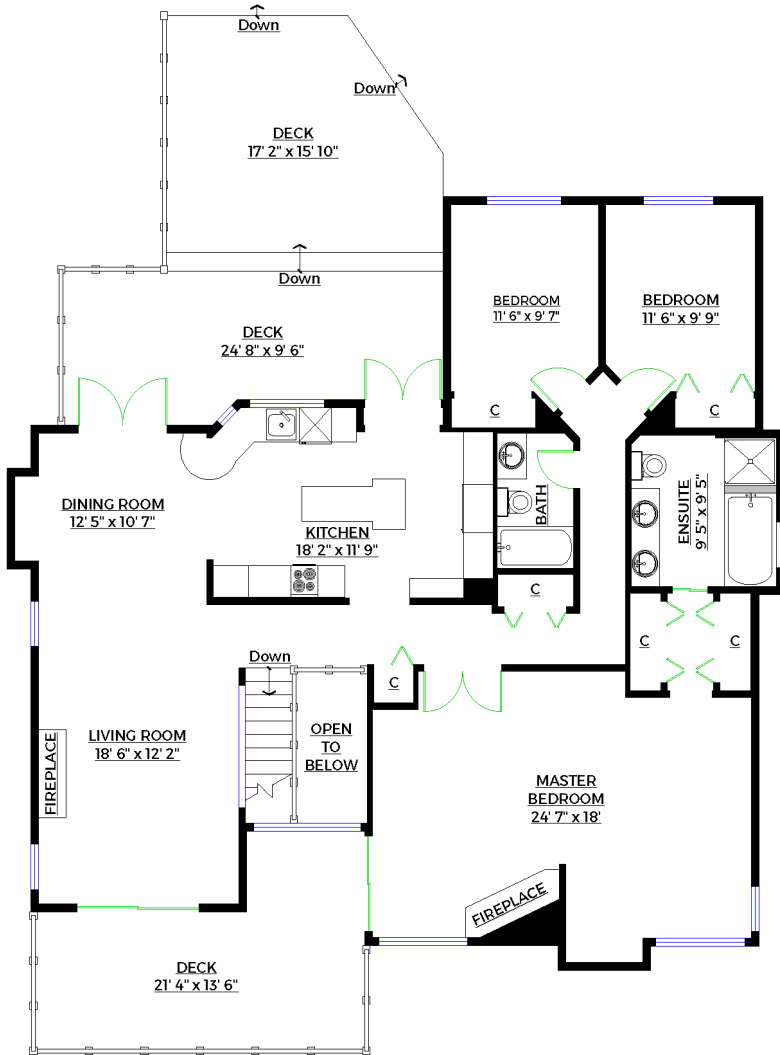 Down
Down
DECK
17' 2" x 15' 10"
Down
BEDROOM
11' 6" x 9' 7"
BEDROOM
11' 6" x 9' 9"
DECK
24' 8" x 9' 6"
C
C
DINING ROOM
12' 5" x 10' 7"
KITCHEN
18' 2" x 11' 9"
BATH
ENSUITE
9' 5" x 9' 5"
C
C
C
Down
C
LIVING ROOM
18' 6" x 12' 2"
FIREPLACE
OPEN
TO
BELOW
MASTER
BEDROOM
24' 7" x 18'
FIREPLACE
DECK
21' 4" x 13' 6"